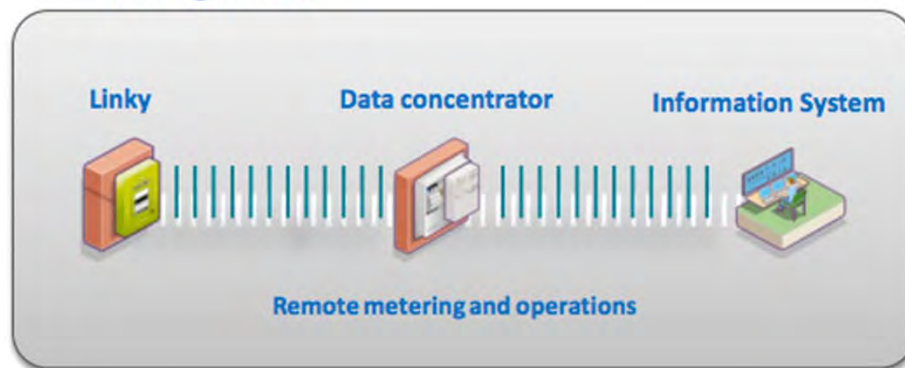 Linky
Data concentrator
Information System
Remote metering and operations